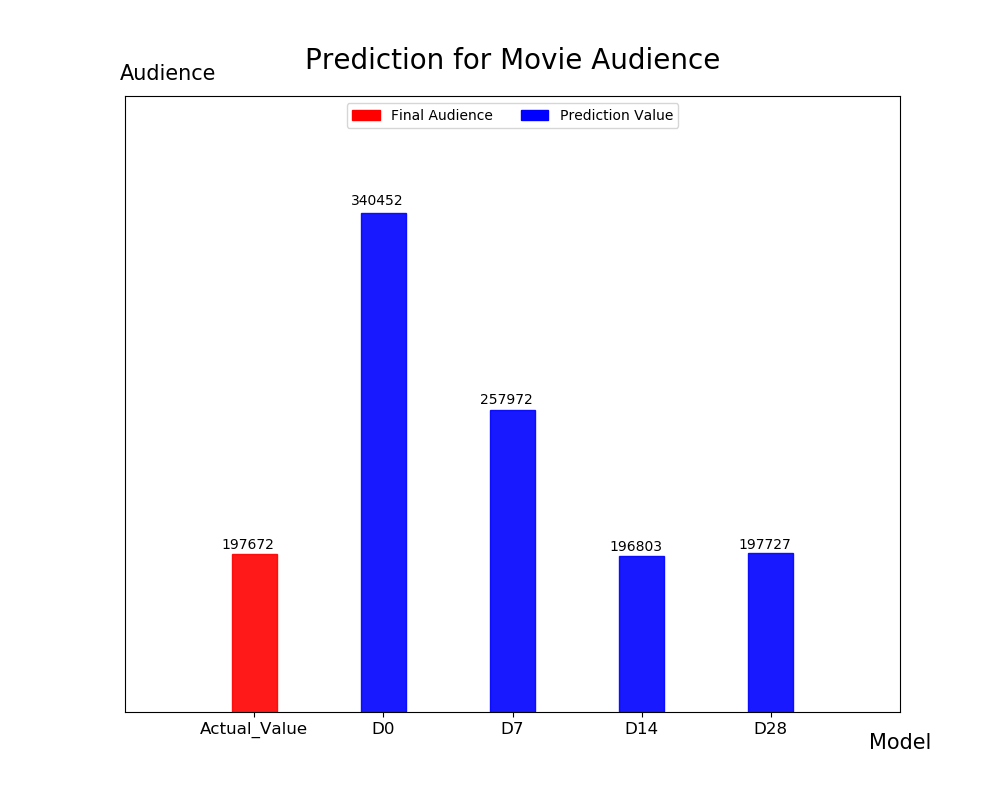 Prediction for Movie Audience
Audience
Final Audience Prediction Value
340452
257972
197672 196803 197727
Actual_Value D0 D7 D14 D28
Model